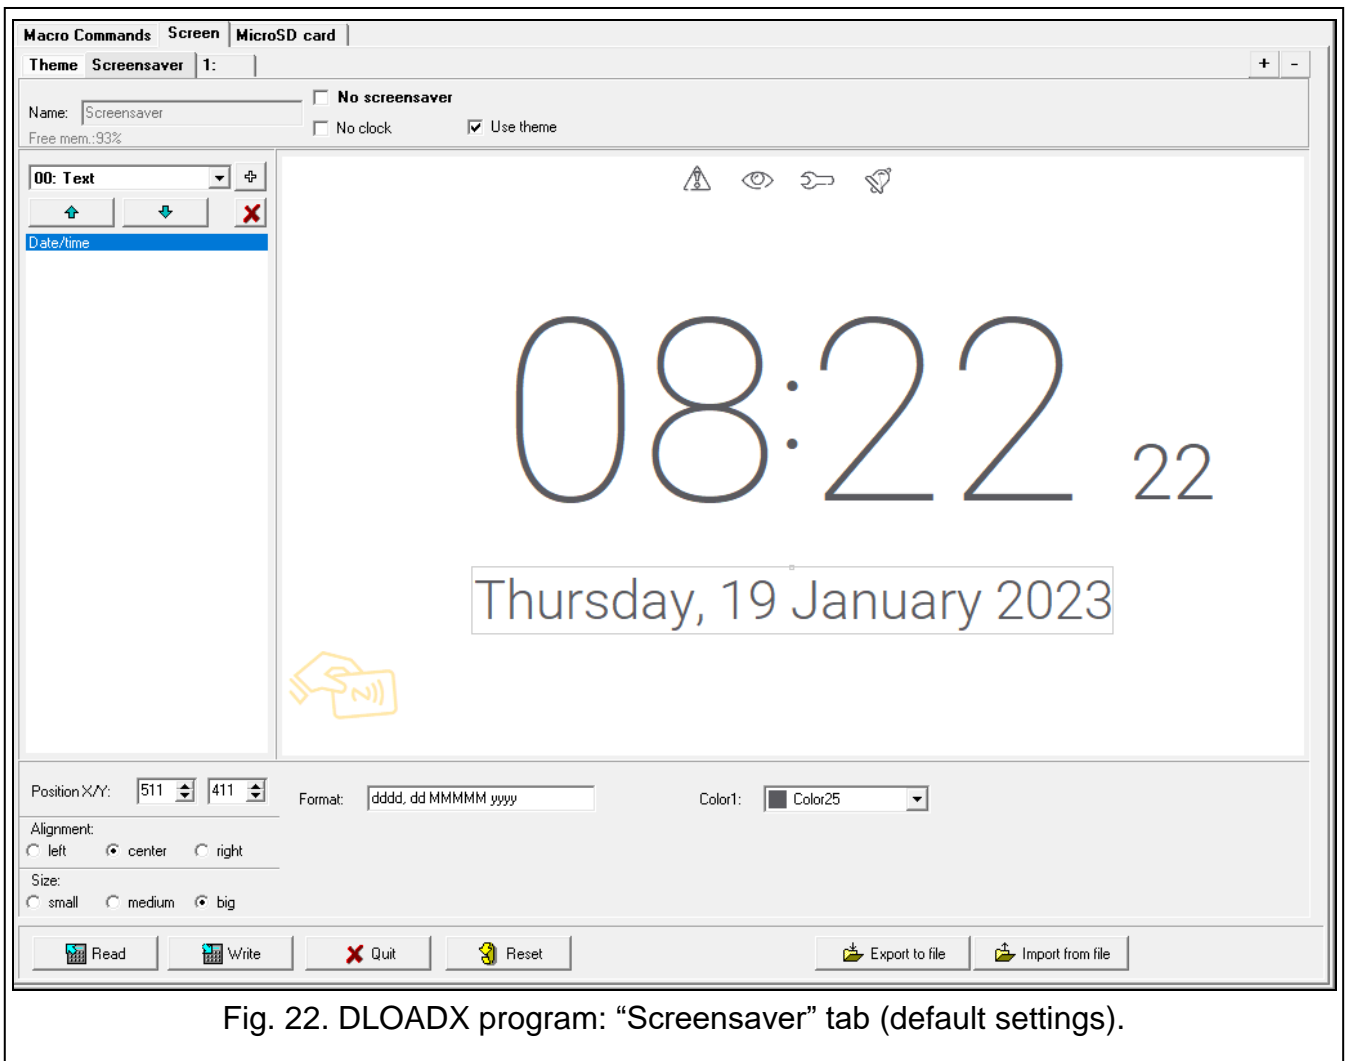 Macro Commands Screen MicroSD card
Theme Screensaver 1: + -
No screensaver
Name: Screensaver
No clock Use theme
Free mem.:93%
00: Text
Date/time
08:22 22
Thursday, 19 January 2023
Position X/Y: 511 411
Format: dddd, dd MMMMM yyyy Color1: Color25
Alignment:
left center right
Size:
small medium big
Read Write Quit Reset Export to file Import from file
Fig. 22. DLOADX program: “Screensaver” tab (default settings).